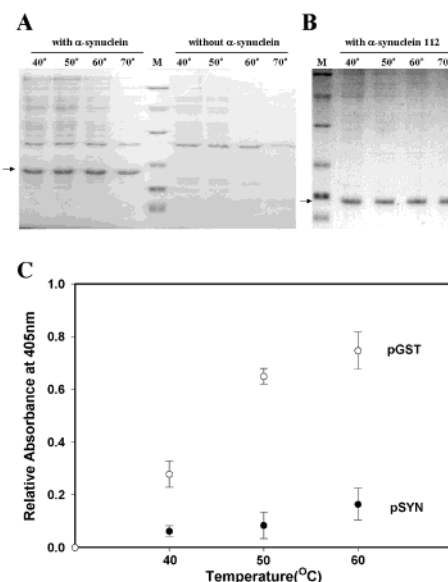 A
B
with α-synuclein
without α-synuclein
with α-synuclein 112
40° 50° 60° 70° M 40° 50° 60° 70°
M 40° 50° 60° 70
C
Relative Absorbance at 405nm
1.0
0.8
0.6
0.4
0.2
0.0
pGST
pSYN
40 50 60
Temperature(°C)